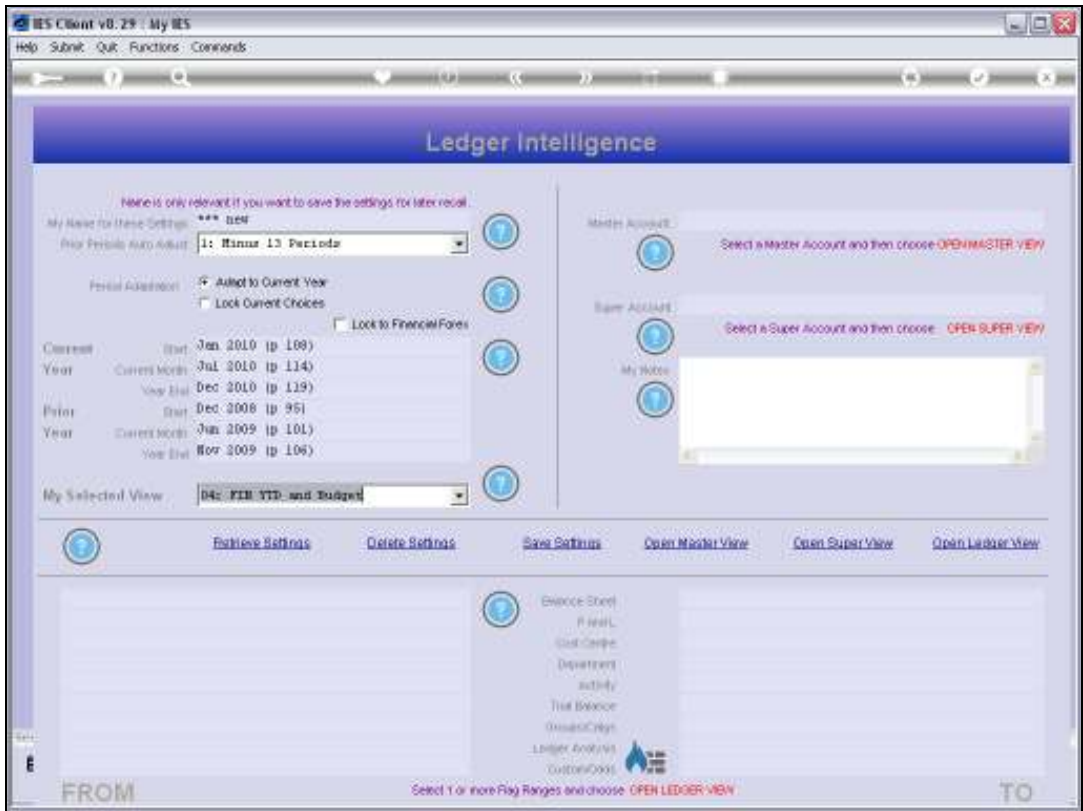 IES Client v8.29 : My IES
Help Submit Quit Functions Commands
Ledger Intelligence
Name is only relevant if you want to save the settings for later recall.
My Name for these Settings *** new
Prior Periods Auto Adjust 1: Minus 13 Periods
Period Adaptation Adapt to Current Year
Lock Current Choices
Lock to Financial Forex
Current Start Jan 2010 (p 108)
Year Current Month Jul 2010 (p 114)
Year End Dec 2010 (p 119)
Prior Start Dec 2008 (p 95)
Year Current Month Jun 2009 (p 101)
Year End Nov 2009 (p 106)
My Selected View 04: FIN YTD and Budget
Master Account
Select a Master Account and then choose OPEN MASTER VIEW
Super Account
Select a Super Account and then choose OPEN SUPER VIEW
My Notes
Retrieve Settings Delete Settings Save Settings Open Master View Open Super View Open Ledger View
Balance Sheet
P and L
Cost Centre
Department
Activity
Trial Balance
Ledger Analysis
FROM Select 1 or more Flag Ranges and choose OPEN LEDGER VIEW TO